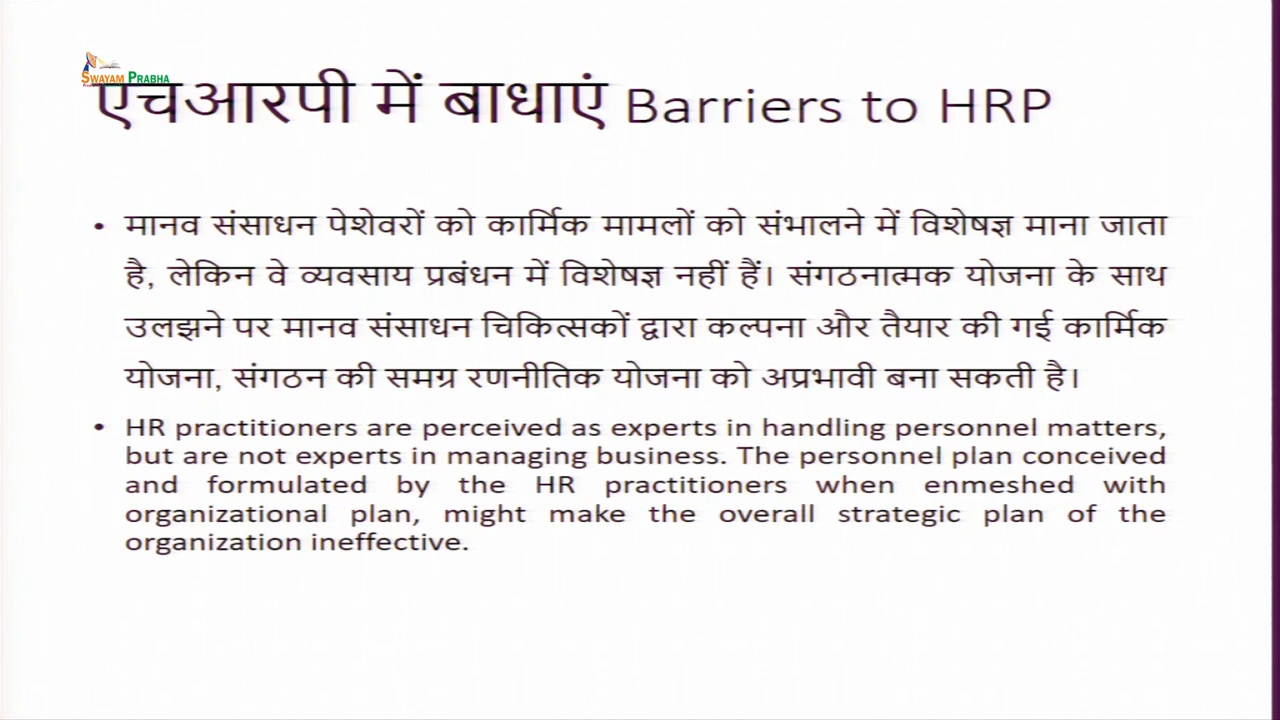 SWAYAM PRABHA
एचआरपी में बाधाएं Barriers to HRP
• मानव संसाधन पेशेवरों को कार्मिक मामलों को संभालने में विशेषज्ञ माना जाता
है, लेकिन वे व्यवसाय प्रबंधन में विशेषज्ञ नहीं हैं। संगठनात्मक योजना के साथ
उलझने पर मानव संसाधन चिकित्सकों द्वारा कल्पना और तैयार की गई कार्मिक
योजना, संगठन की समग्र रणनीतिक योजना को अप्रभावी बना सकती है।
• HR practitioners are perceived as experts in handling personnel matters,
but are not experts in managing business. The personnel plan conceived
and formulated by the HR practitioners when enmeshed with
organizational plan, might make the overall strategic plan of the
organization ineffective.